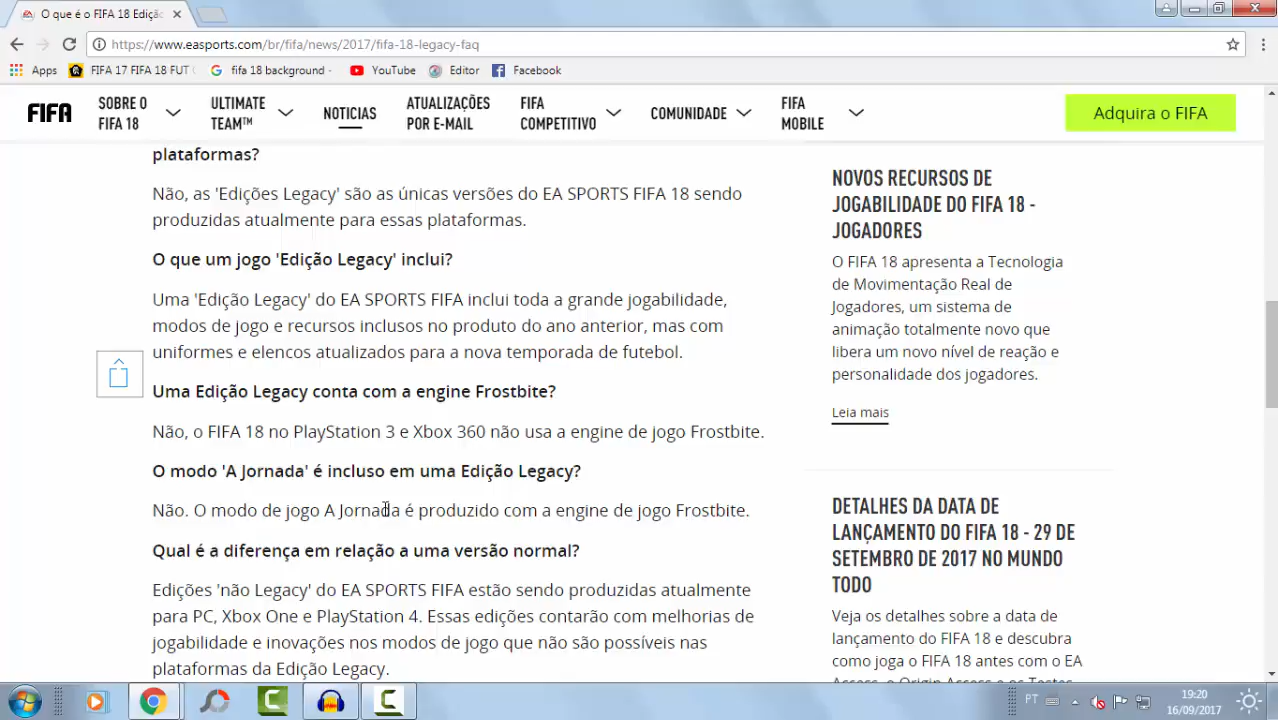 O que é o FIFA 18 Ediçã
https://www.easports.com/br/fifa/news/2017/fifa-18-legacy-faq
Apps
FIFA 17 FIFA 18 FUT
fifa 18 background -
YouTube
Editor
Facebook
FIFA
SOBRE O
FIFA 18
ULTIMATE
TEAM™
NOTICIAS
ATUALIZAÇÕES
POR E-MAIL
FIFA
COMPETITIVO
COMUNIDADE
FIFA
MOBILE
Adquira o FIFA
plataformas?
Não, as 'Edições Legacy' são as únicas versões do EA SPORTS FIFA 18 sendo
produzidas atualmente para essas plataformas.
O que um jogo 'Edição Legacy' inclui?
Uma 'Edição Legacy' do EA SPORTS FIFA inclui toda a grande jogabilidade,
modos de jogo e recursos inclusos no produto do ano anterior, mas com
uniformes e elencos atualizados para a nova temporada de futebol.
Uma Edição Legacy conta com a engine Frostbite?
Não, o FIFA 18 no PlayStation 3 e Xbox 360 não usa a engine de jogo Frostbite.
O modo 'A Jornada' é incluso em uma Edição Legacy?
Não. O modo de jogo A Jornada é produzido com a engine de jogo Frostbite.
Qual é a diferença em relação a uma versão normal?
Edições 'não Legacy' do EA SPORTS FIFA estão sendo produzidas atualmente
para PC, Xbox One e PlayStation 4. Essas edições contarão com melhorias de
jogabilidade e inovações nos modos de jogo que não são possíveis nas
plataformas da Edição Legacy.
NOVOS RECURSOS DE
JOGABILIDADE DO FIFA 18 -
JOGADORES
O FIFA 18 apresenta a Tecnologia
de Movimentação Real de
Jogadores, um sistema de
animação totalmente novo que
libera um novo nível de reação e
personalidade dos jogadores.
Leia mais
DETALHES DA DATA DE
LANÇAMENTO DO FIFA 18 - 29 DE
SETEMBRO DE 2017 NO MUNDO
TODO
Veja os detalhes sobre a data de
lançamento do FIFA 18 e descubra
como joga o FIFA 18 antes com o EA
Access, o Origin Access e os Testes
PT
19:20
16/09/2017